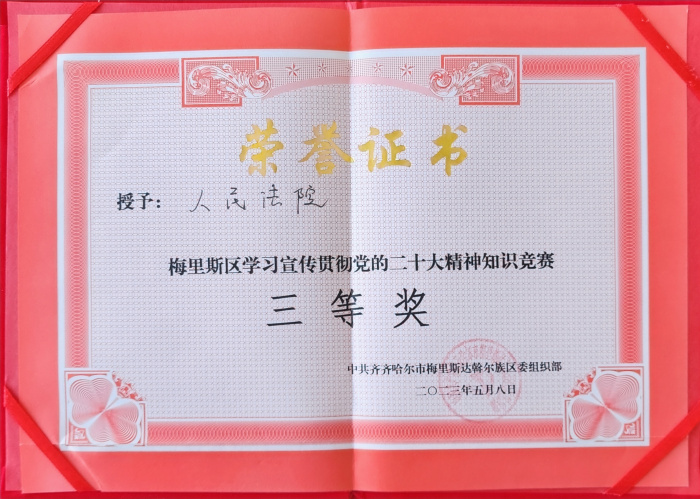 荣誉证书
授予：人民法院
梅里斯区学习宣传贯彻党的二十大精神知识竞赛
三等奖
中共齐齐哈尔市梅里斯达斡尔族区委组织部
二〇二三年五月八日